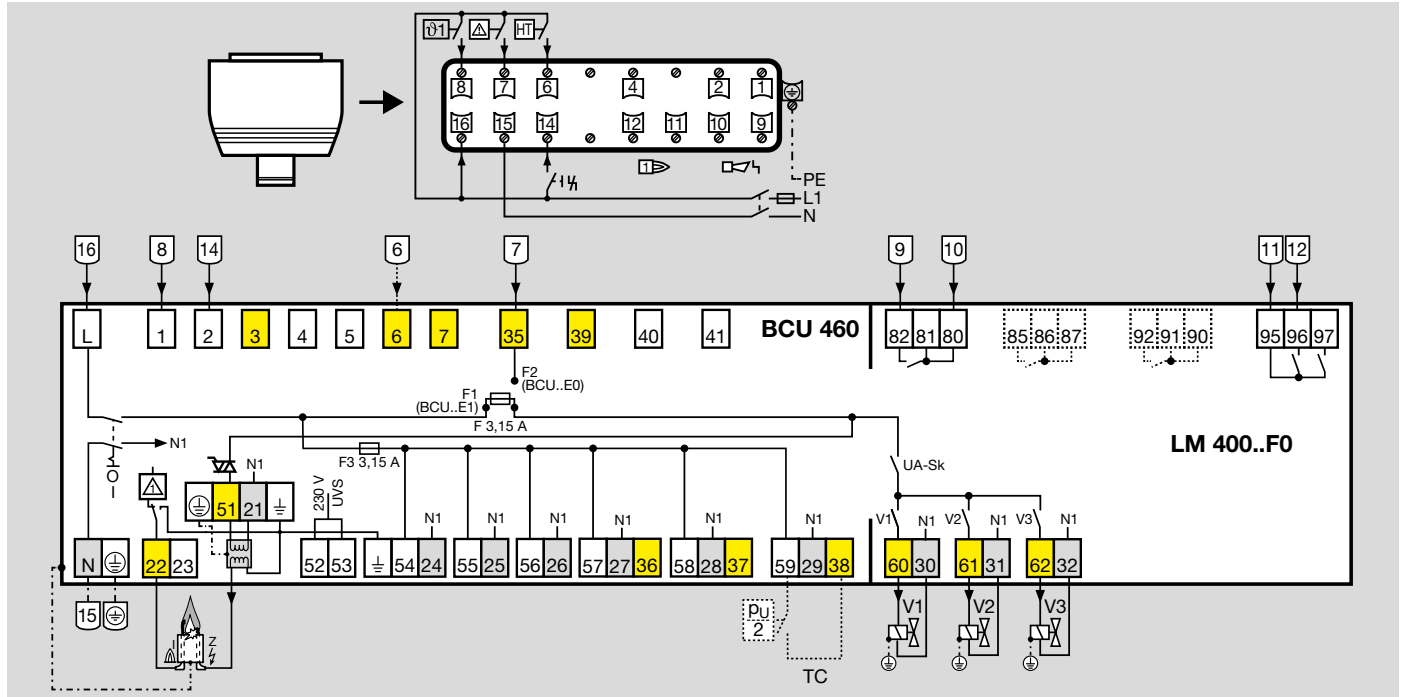 ϑ1 HT
8 7 6 4 2 1
16 15 14 12 11 10 9
1
PE
L1
N
16 8 14 6 7 9 10 11 12
L 1 2 3 4 5 6 7 35 39 40 41 BCU 460 82 81 80 85 86 87 92 91 90 95 96 97
F2
(BCU..E0)
F1
(BCU..E1)
F 3,15 A
N1
F3 3,15 A
LM 400..F0
UA-Sk
O
I
N1
230 V
UVS
51 21
N1 N1 N1 N1 N1 N1
V1 N1 V2 N1 V3 N1
N 22 23 52 53 54 24 55 25 56 26 57 27 36 58 28 37 59 29 38 60 30 61 31 62 32
15
I Z
pU
2
TC
V1 V2 V3